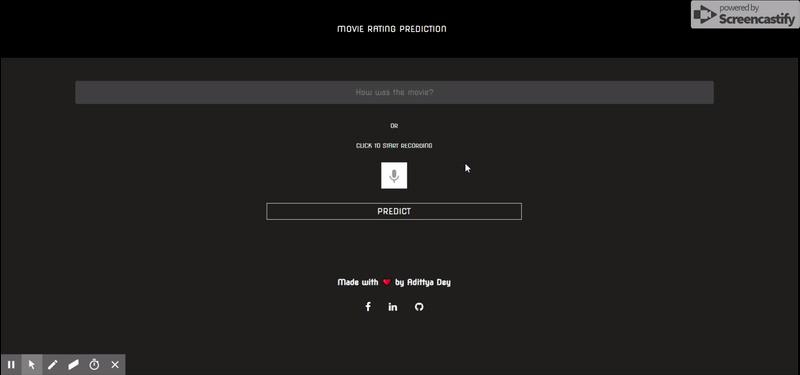 MOVIE RATING PREDICTION
powered by
Screencastify
How was the movie?
OR
CLICK TO START RECORDING
PREDICT
Made with ❤ by Adittya Dey